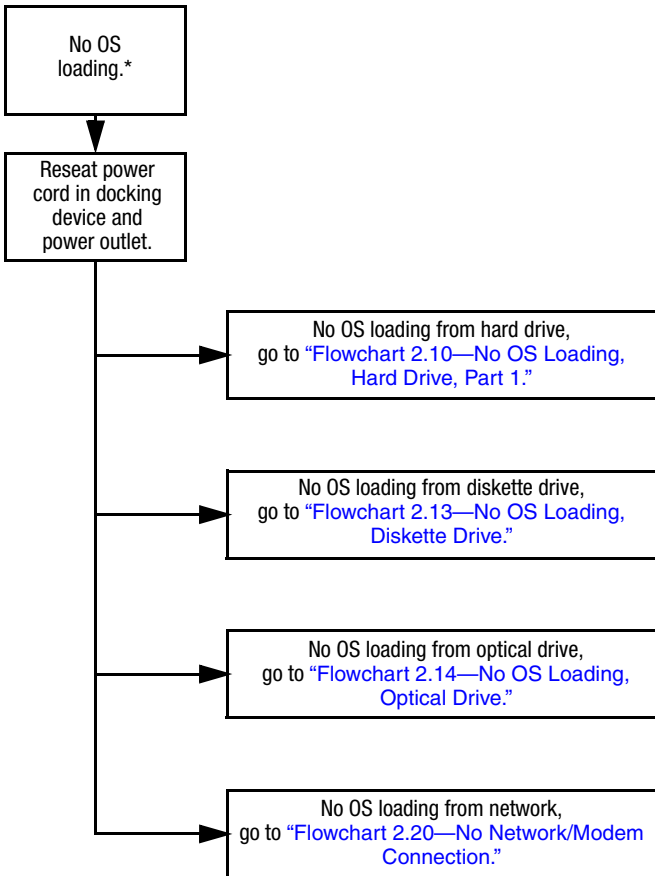 No OS
loading.*
Reseat power
cord in docking
device and
power outlet.
No OS loading from hard drive,
go to “Flowchart 2.10—No OS Loading,
Hard Drive, Part 1.”
No OS loading from diskette drive,
go to “Flowchart 2.13—No OS Loading,
Diskette Drive.”
No OS loading from optical drive,
go to “Flowchart 2.14—No OS Loading,
Optical Drive.”
No OS loading from network,
go to “Flowchart 2.20—No Network/Modem
Connection.”